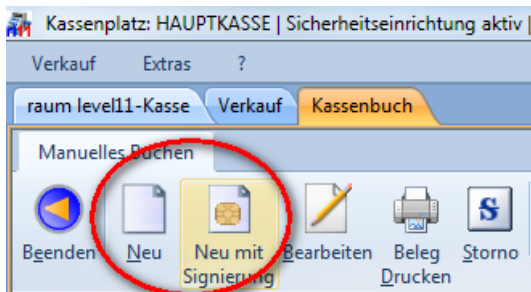 Kassenplatz: HAUPTKASSE | Sicherheitseinrichtung aktiv |
Verkauf Extras ?
raum level11-Kasse Verkauf Kassenbuch
Manuelles Buchen
Beenden Neu Neu mit Signierung Bearbeiten Beleg Drucken S Storno